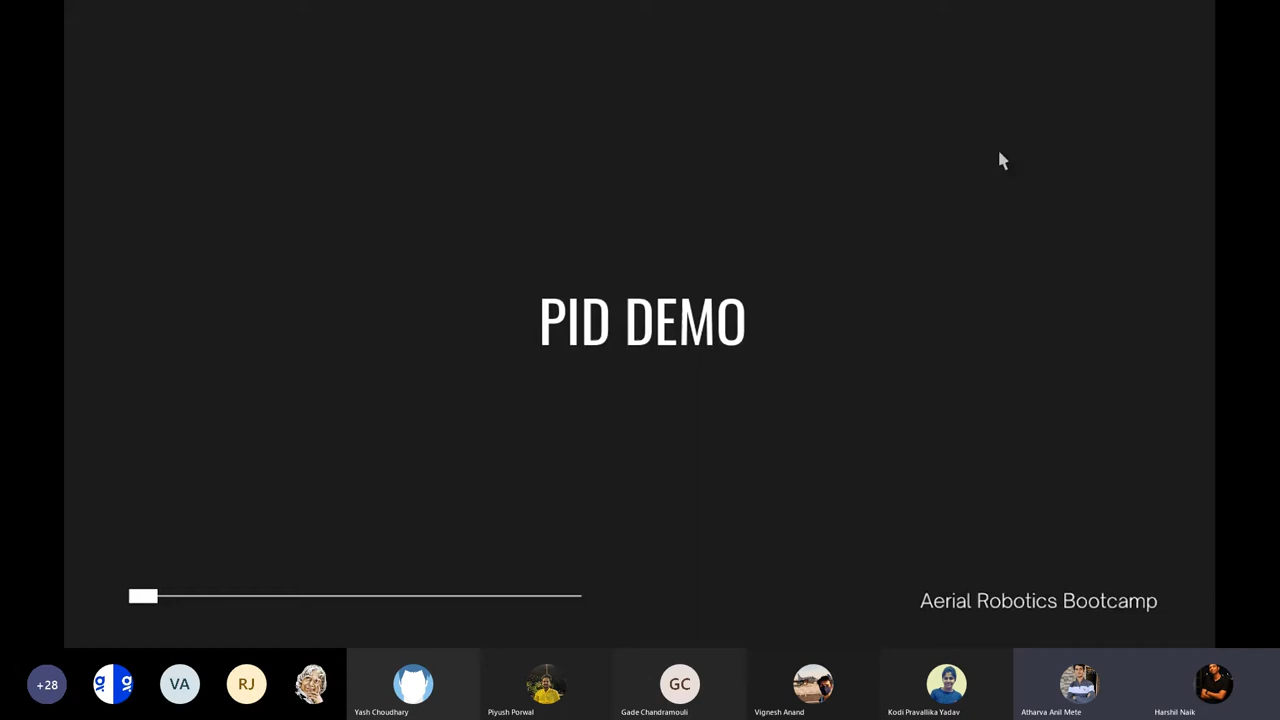 PID DEMO
Aerial Robotics Bootcamp
+28
VA
RJ
GC
Yash Choudhary
Piyush Porwal
Gade Chandramouli
Vignesh Anand
Kodi Pravallika Yadav
Atharva Anil Mete
Harshil Naik